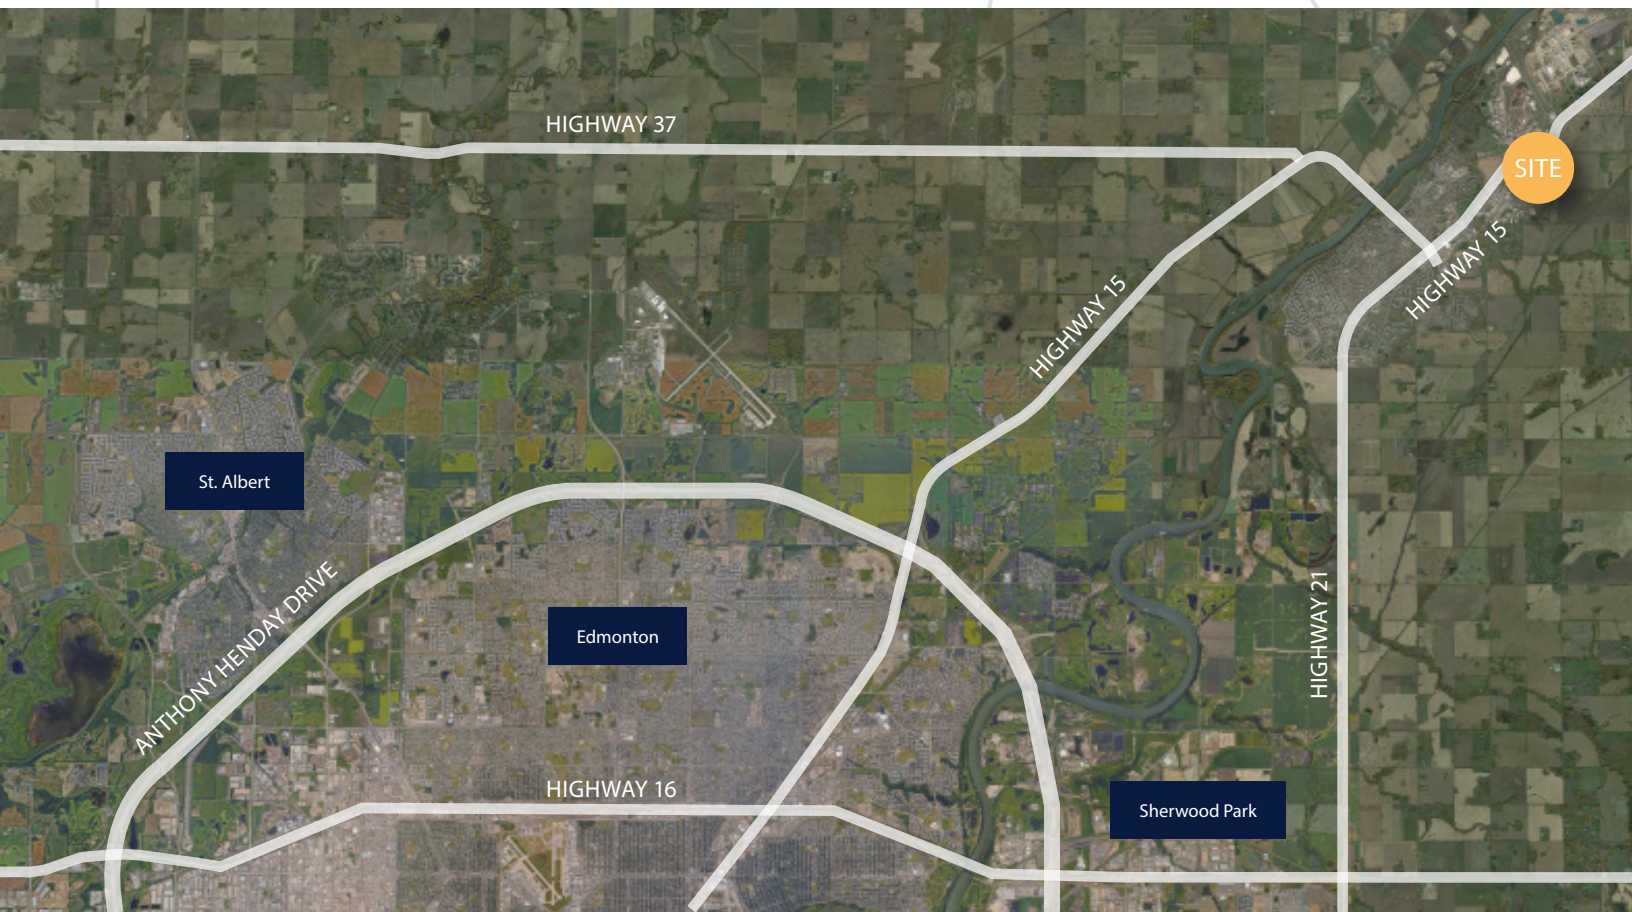 HIGHWAY 37
SITE
HIGHWAY 15
HIGHWAY 15
St. Albert
ANTHONY HENDAY DRIVE
Edmonton
HIGHWAY 21
HIGHWAY 16
Sherwood Park